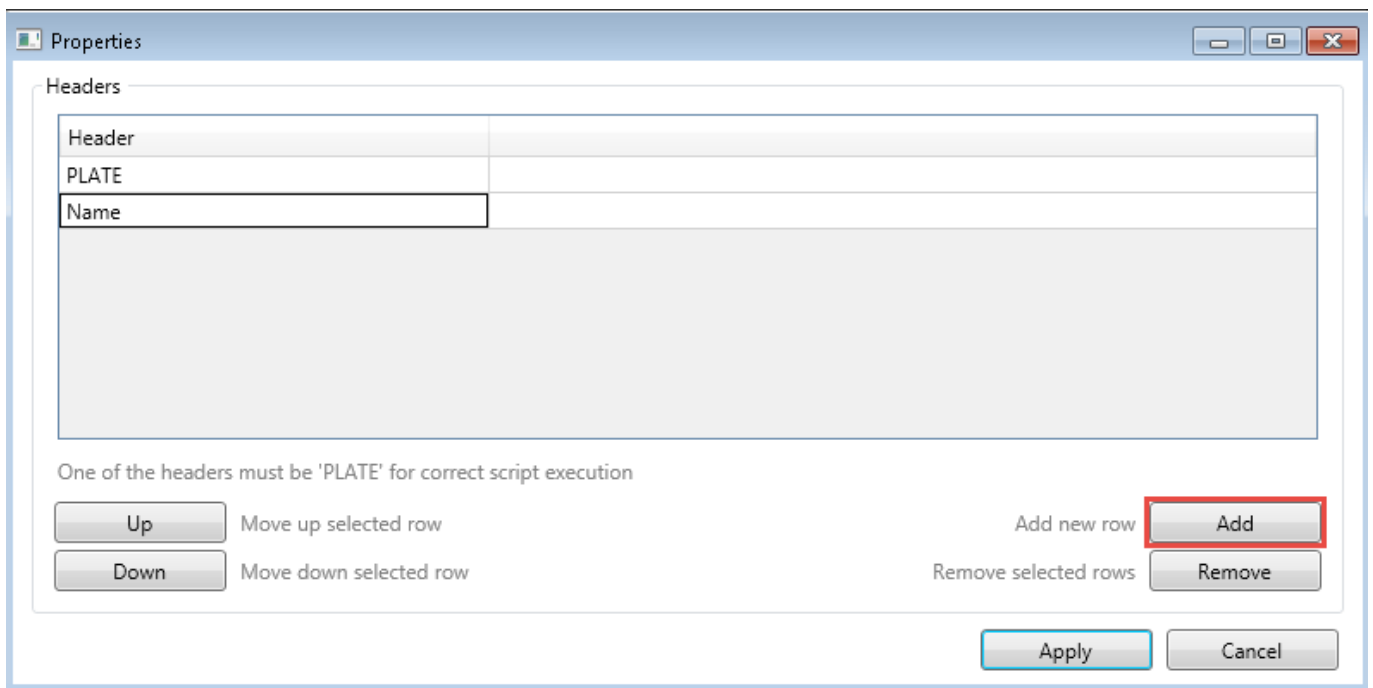 Properties
Headers
Header
PLATE
Name
One of the headers must be 'PLATE' for correct script execution
Up Move up selected row Add new row Add
Down Move down selected row Remove selected rows Remove
Apply Cancel